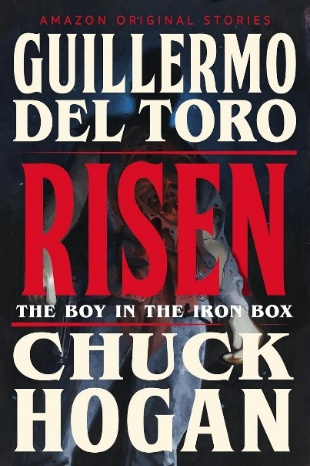 AMAZON ORIGINAL STORIES
GUILLERMO
DEL TORO
RISEN
THE BOY IN THE IRON BOX
CHUCK
HOGAN